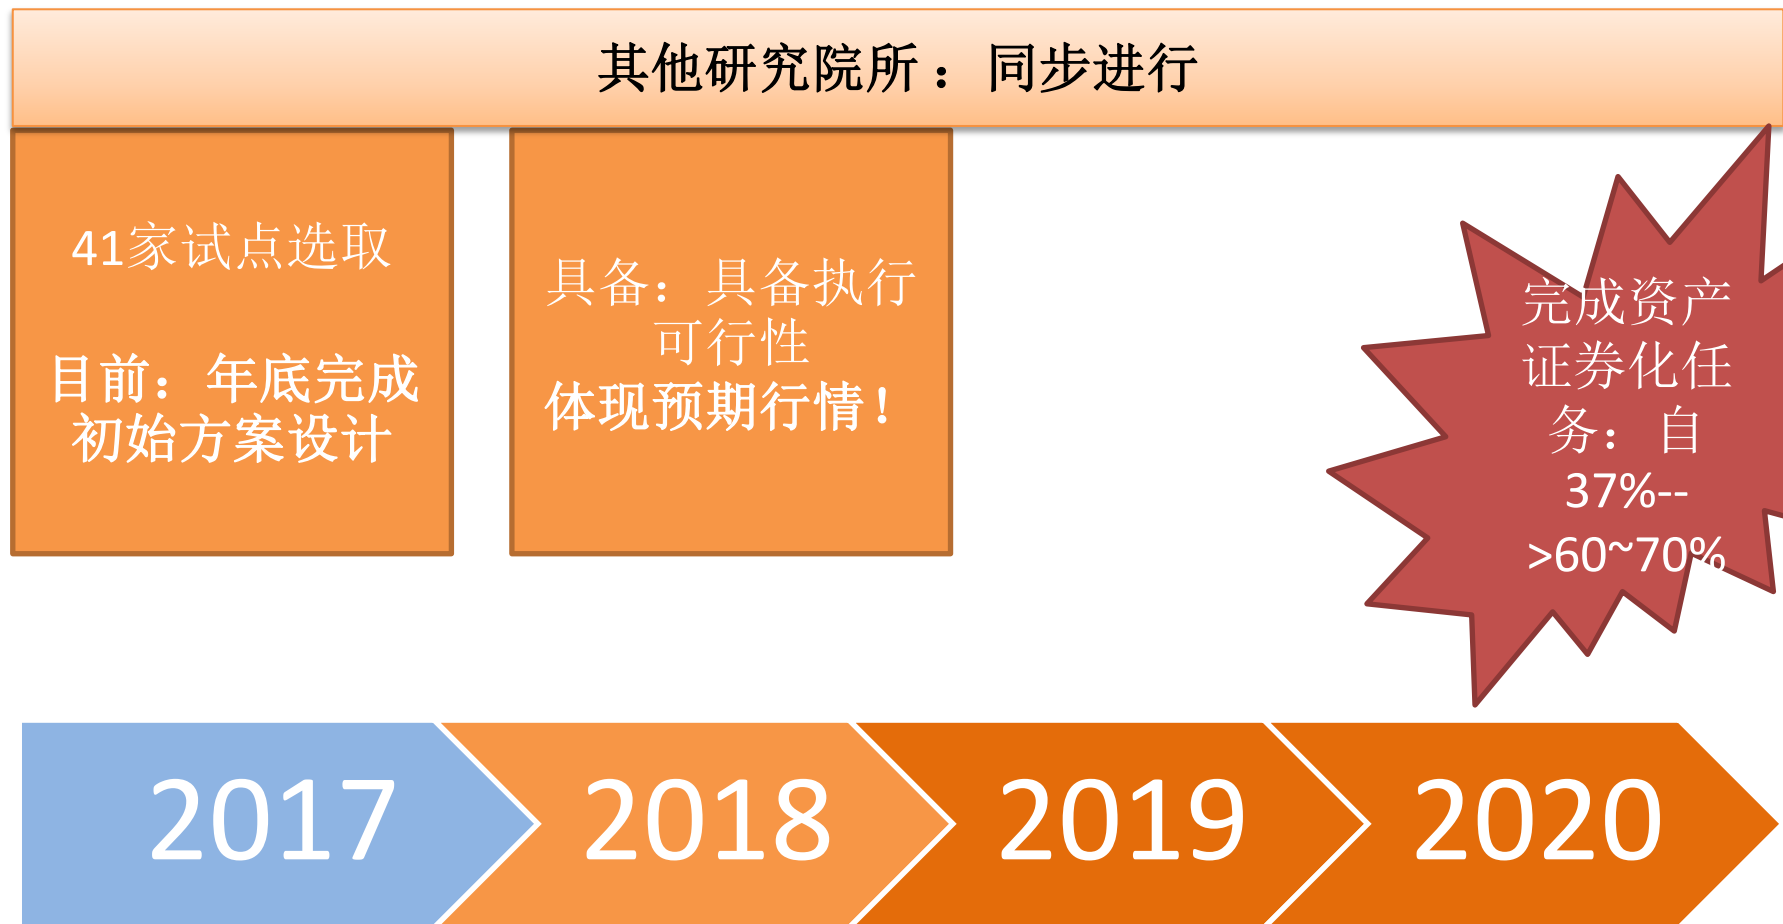 其他研究院所：同步进行
41家试点选取
目前：年底完成
初始方案设计
具备：具备执行
可行性
体现预期行情！
完成资产
证券化任
务：自
37%--
>60~70%
2017
2018
2019
2020